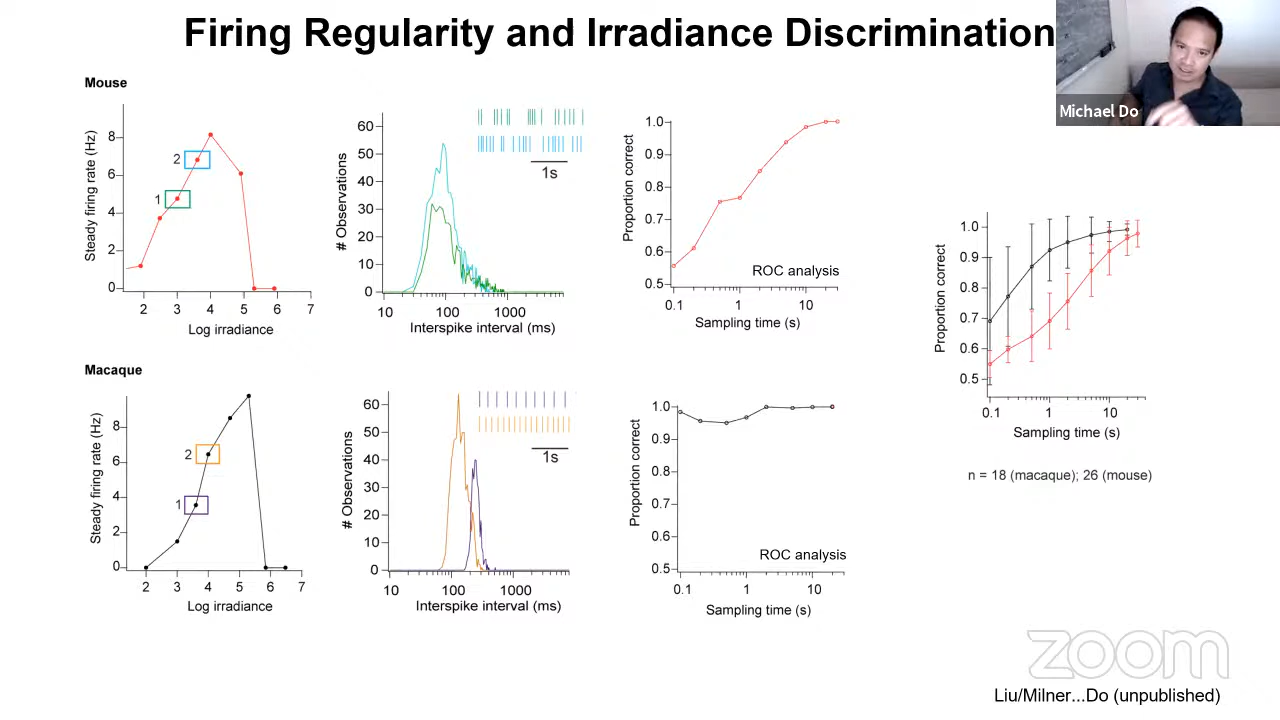 Firing Regularity and Irradiance Discrimination
Michael Do
Mouse
Steady firing rate (Hz)
8
6
4
2
0
2
1
2 3 4 5 6 7
Log irradiance
# Observations
60
50
40
30
20
10
0
1s
10 100 1000
Interspike interval (ms)
Proportion correct
1.0
0.9
0.8
0.7
0.6
0.5
ROC analysis
0.1 1 10
Sampling time (s)
Proportion correct
1.0
0.9
0.8
0.7
0.6
0.5
0.1 1 10
Sampling time (s)
n = 18 (macaque); 26 (mouse)
Macaque
Steady firing rate (Hz)
8
6
4
2
0
2
1
2 3 4 5 6 7
Log irradiance
# Observations
60
50
40
30
20
10
0
1s
10 100 1000
Interspike interval (ms)
Proportion correct
1.0
0.9
0.8
0.7
0.6
0.5
ROC analysis
0.1 1 10
Sampling time (s)
zoom
Liu/Milner...Do (unpublished)